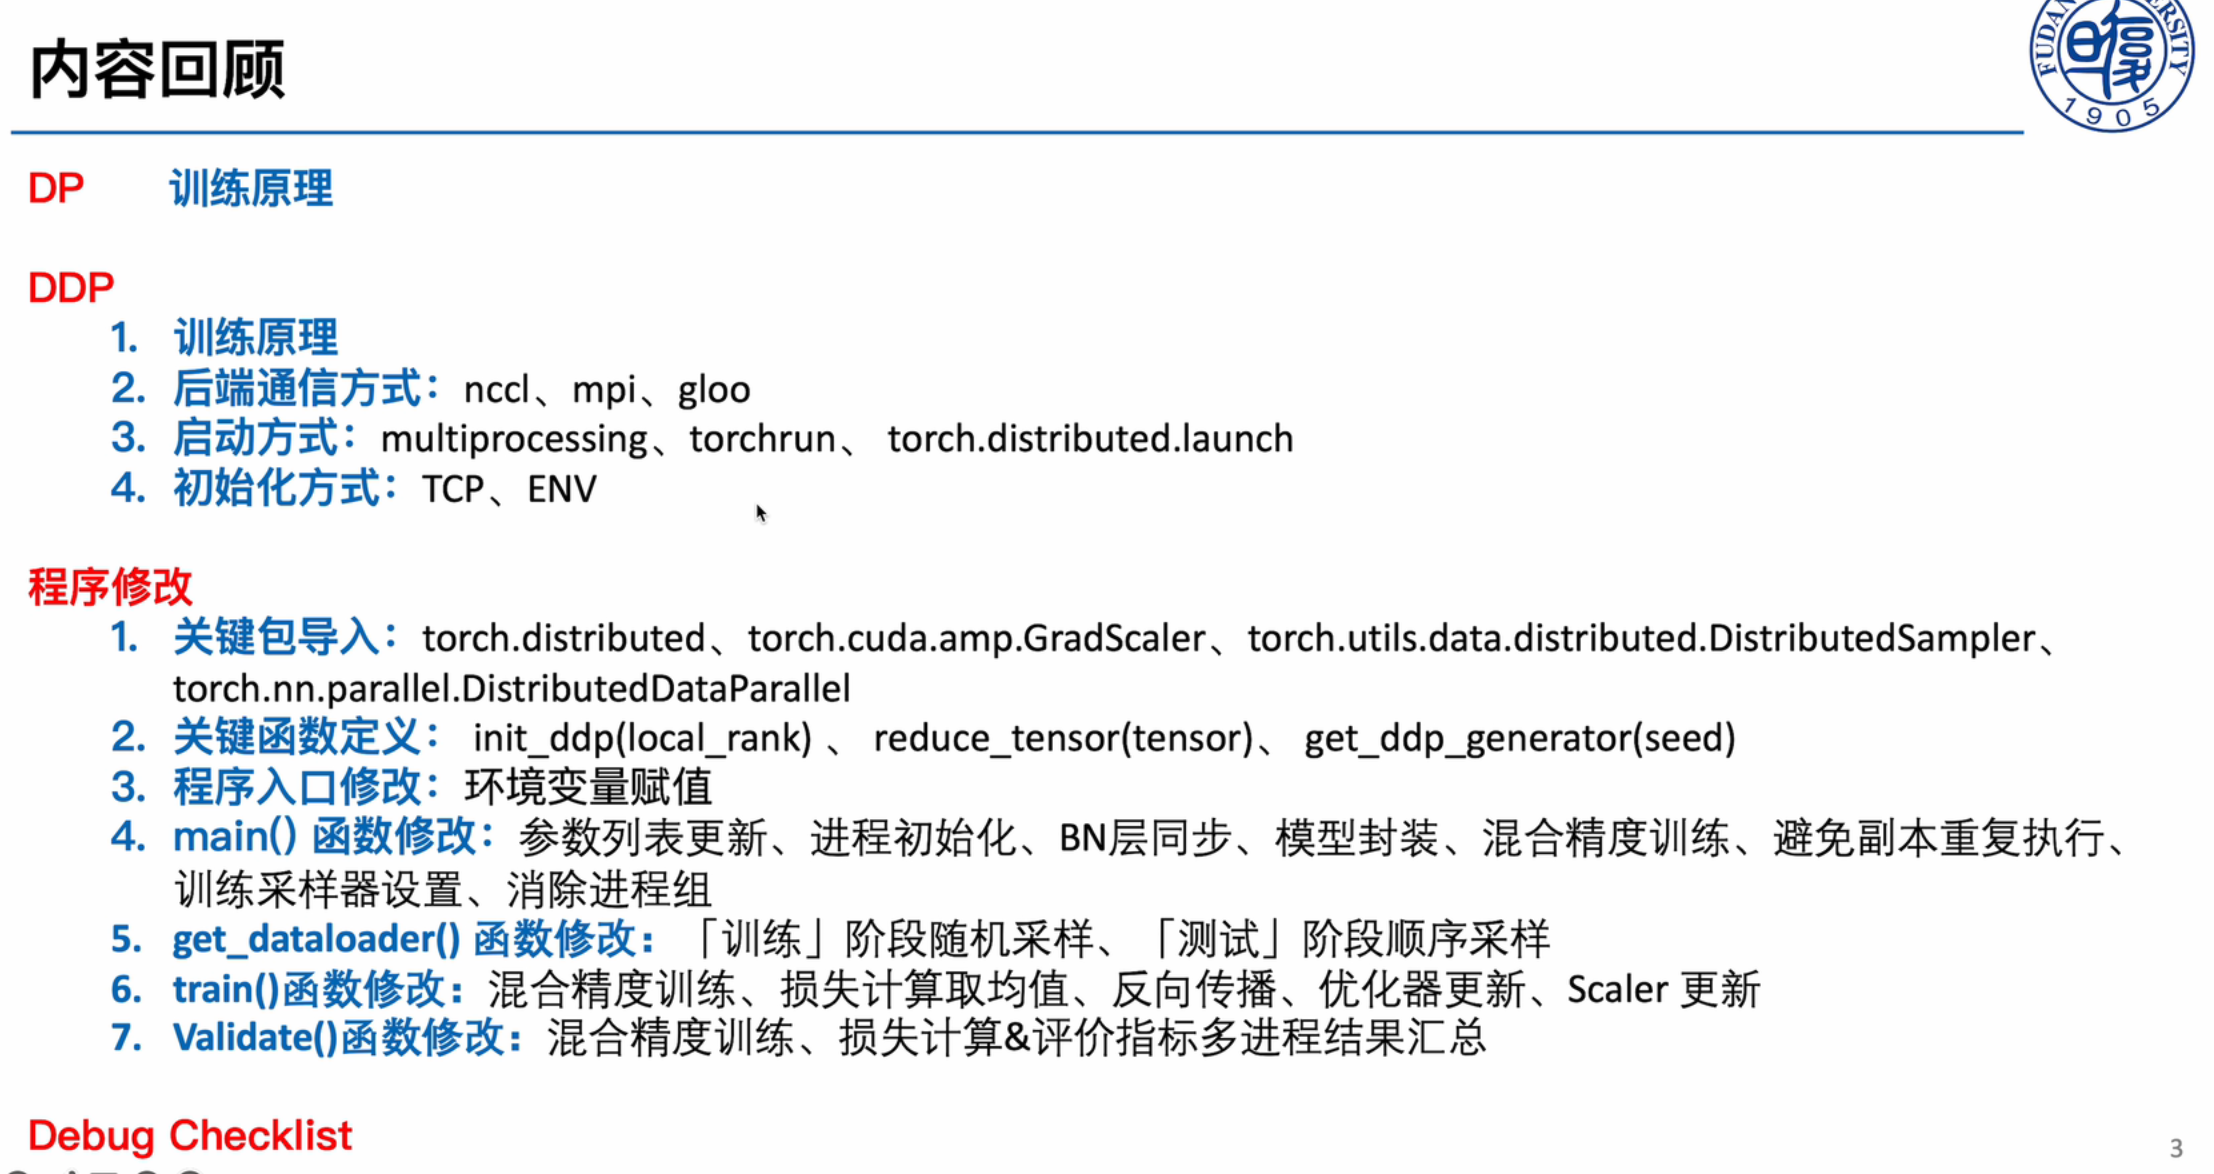 内容回顾
DP 训练原理
DDP
1. 训练原理
2. 后端通信方式：nccl、mpi、gloo
3. 启动方式：multiprocessing、torchrun、 torch.distributed.launch
4. 初始化方式：TCP、ENV
程序修改
1. 关键包导入：torch.distributed、torch.cuda.amp.GradScaler、torch.utils.data.distributed.DistributedSampler、
torch.nn.parallel.DistributedDataParallel
2. 关键函数定义： init_ddp(local_rank) 、 reduce_tensor(tensor)、 get_ddp_generator(seed)
3. 程序入口修改：环境变量赋值
4. main() 函数修改：参数列表更新、进程初始化、BN层同步、模型封装、混合精度训练、避免副本重复执行、
训练采样器设置、消除进程组
5. get_dataloader() 函数修改：「训练」阶段随机采样、「测试」阶段顺序采样
6. train()函数修改：混合精度训练、损失计算取均值、反向传播、优化器更新、Scaler 更新
7. Validate()函数修改：混合精度训练、损失计算&评价指标多进程结果汇总
Debug Checklist
3
1905